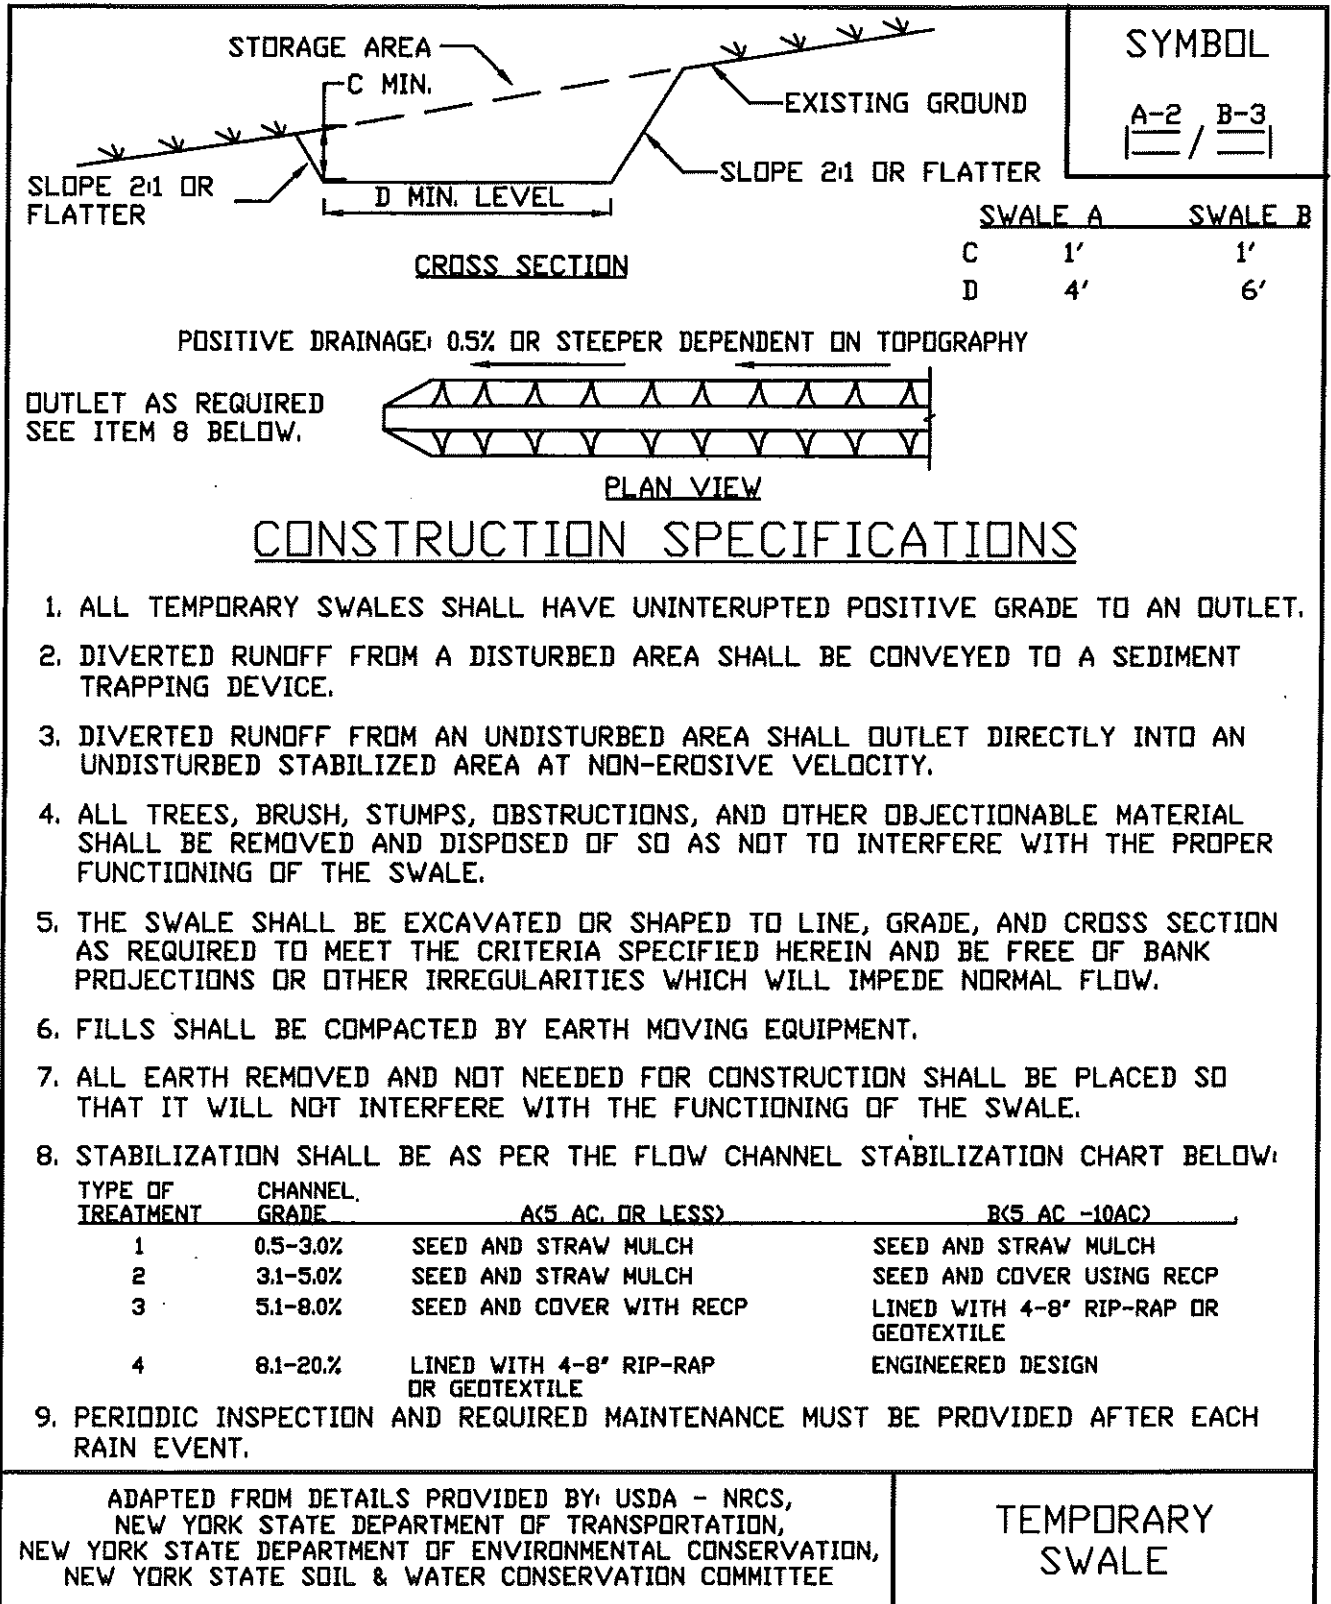 STORAGE AREA
C MIN.
EXISTING GROUND
SLOPE 2:1 OR FLATTER
SLOPE 2:1 OR
FLATTER
D MIN. LEVEL
CROSS SECTION
SYMBOL
A-2 / B-3
SWALE A SWALE B
C 1' 1'
D 4' 6'
POSITIVE DRAINAGE: 0.5% OR STEEPER DEPENDENT ON TOPOGRAPHY
OUTLET AS REQUIRED
SEE ITEM 8 BELOW.
PLAN VIEW
CONSTRUCTION SPECIFICATIONS
1. ALL TEMPORARY SWALES SHALL HAVE UNINTERUPTED POSITIVE GRADE TO AN OUTLET.
2. DIVERTED RUNOFF FROM A DISTURBED AREA SHALL BE CONVEYED TO A SEDIMENT
TRAPPING DEVICE.
3. DIVERTED RUNOFF FROM AN UNDISTURBED AREA SHALL OUTLET DIRECTLY INTO AN
UNDISTURBED STABILIZED AREA AT NON-EROSIVE VELOCITY.
4. ALL TREES, BRUSH, STUMPS, OBSTRUCTIONS, AND OTHER OBJECTIONABLE MATERIAL
SHALL BE REMOVED AND DISPOSED OF SO AS NOT TO INTERFERE WITH THE PROPER
FUNCTIONING OF THE SWALE.
5. THE SWALE SHALL BE EXCAVATED OR SHAPED TO LINE, GRADE, AND CROSS SECTION
AS REQUIRED TO MEET THE CRITERIA SPECIFIED HEREIN AND BE FREE OF BANK
PROJECTIONS OR OTHER IRREGULARITIES WHICH WILL IMPEDE NORMAL FLOW.
6. FILLS SHALL BE COMPACTED BY EARTH MOVING EQUIPMENT.
7. ALL EARTH REMOVED AND NOT NEEDED FOR CONSTRUCTION SHALL BE PLACED SO
THAT IT WILL NOT INTERFERE WITH THE FUNCTIONING OF THE SWALE.
8. STABILIZATION SHALL BE AS PER THE FLOW CHANNEL STABILIZATION CHART BELOW:
TYPE OF CHANNEL
TREATMENT GRADE A(5 AC. OR LESS) B(5 AC -10AC)
1 0.5-3.0% SEED AND STRAW MULCH SEED AND STRAW MULCH
2 3.1-5.0% SEED AND STRAW MULCH SEED AND COVER USING RECP
3 5.1-8.0% SEED AND COVER WITH RECP LINED WITH 4-8" RIP-RAP OR
GEOTEXTILE
4 8.1-20.% LINED WITH 4-8" RIP-RAP ENGINEERED DESIGN
OR GEOTEXTILE
9. PERIODIC INSPECTION AND REQUIRED MAINTENANCE MUST BE PROVIDED AFTER EACH
RAIN EVENT.
ADAPTED FROM DETAILS PROVIDED BY: USDA - NRCS,
NEW YORK STATE DEPARTMENT OF TRANSPORTATION,
NEW YORK STATE DEPARTMENT OF ENVIRONMENTAL CONSERVATION,
NEW YORK STATE SOIL & WATER CONSERVATION COMMITTEE
TEMPORARY
SWALE